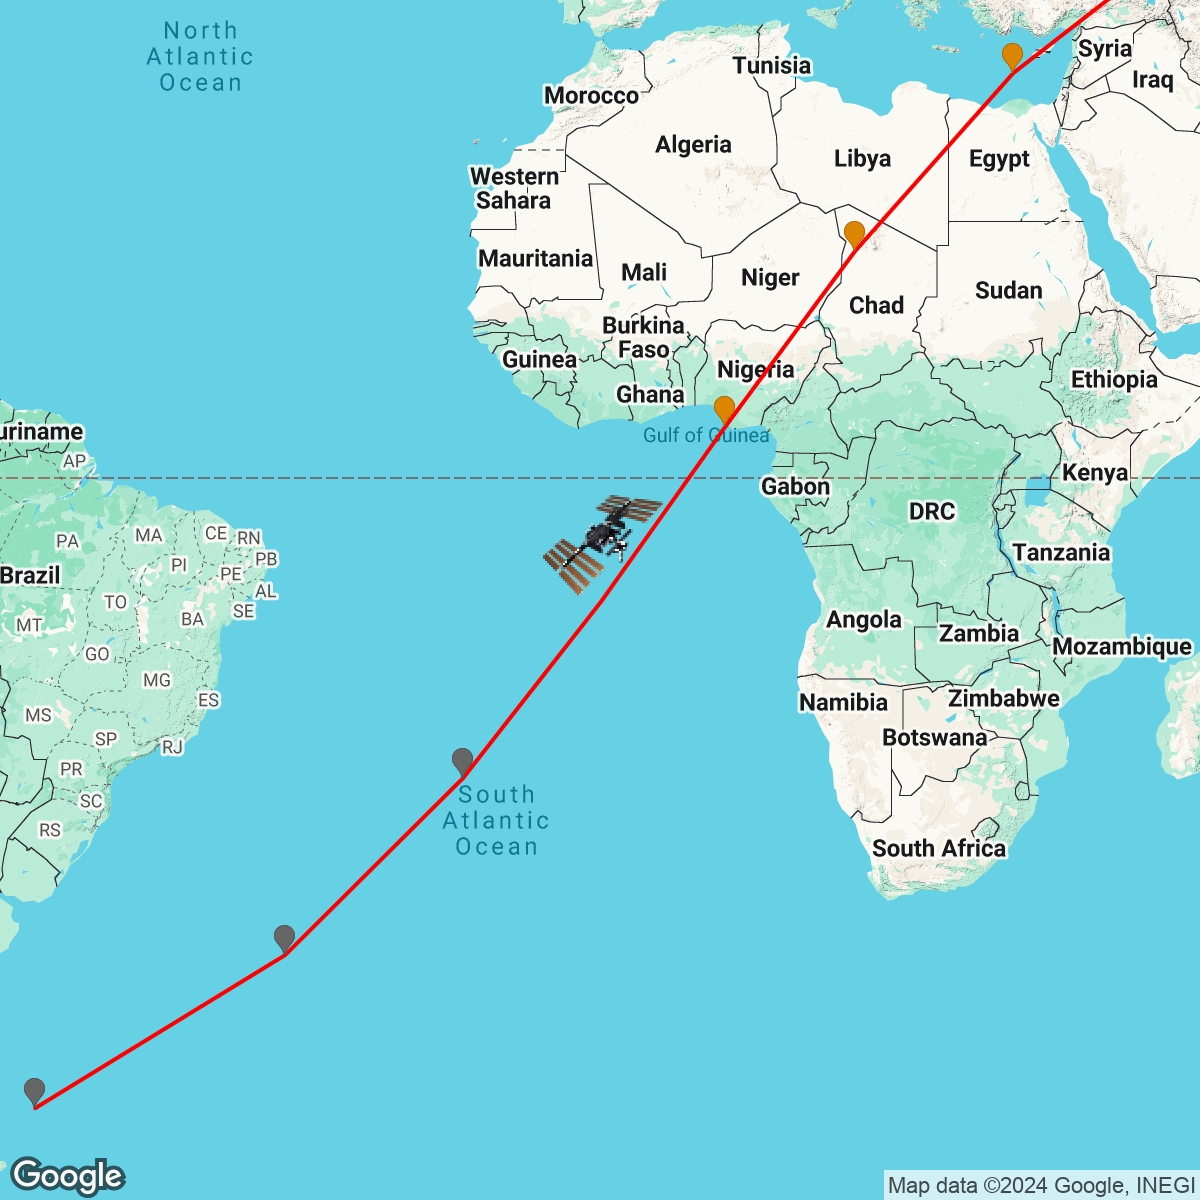 North
Atlantic
Ocean
Tunisia
Syria
Iraq
Morocco
Algeria
Libya
Egypt
Western
Sahara
Mauritania
Mali
Niger
Chad
Sudan
Burkina
Faso
Guinea
Ghana
Nigeria
Ethiopia
Gulf of Guinea
uriname
AP
Gabon
Kenya
DRC
PA
MA
CE
RN
PB
PI
PE
AL
Brazil
TO
SE
BA
MT
Tanzania
Angola
Zambia
Mozambique
GO
MG
ES
MS
Namibia
Zimbabwe
Botswana
SP
RJ
PR
SC
RS
South
Atlantic
Ocean
South Africa
Google
Map data ©2024 Google, INEGI